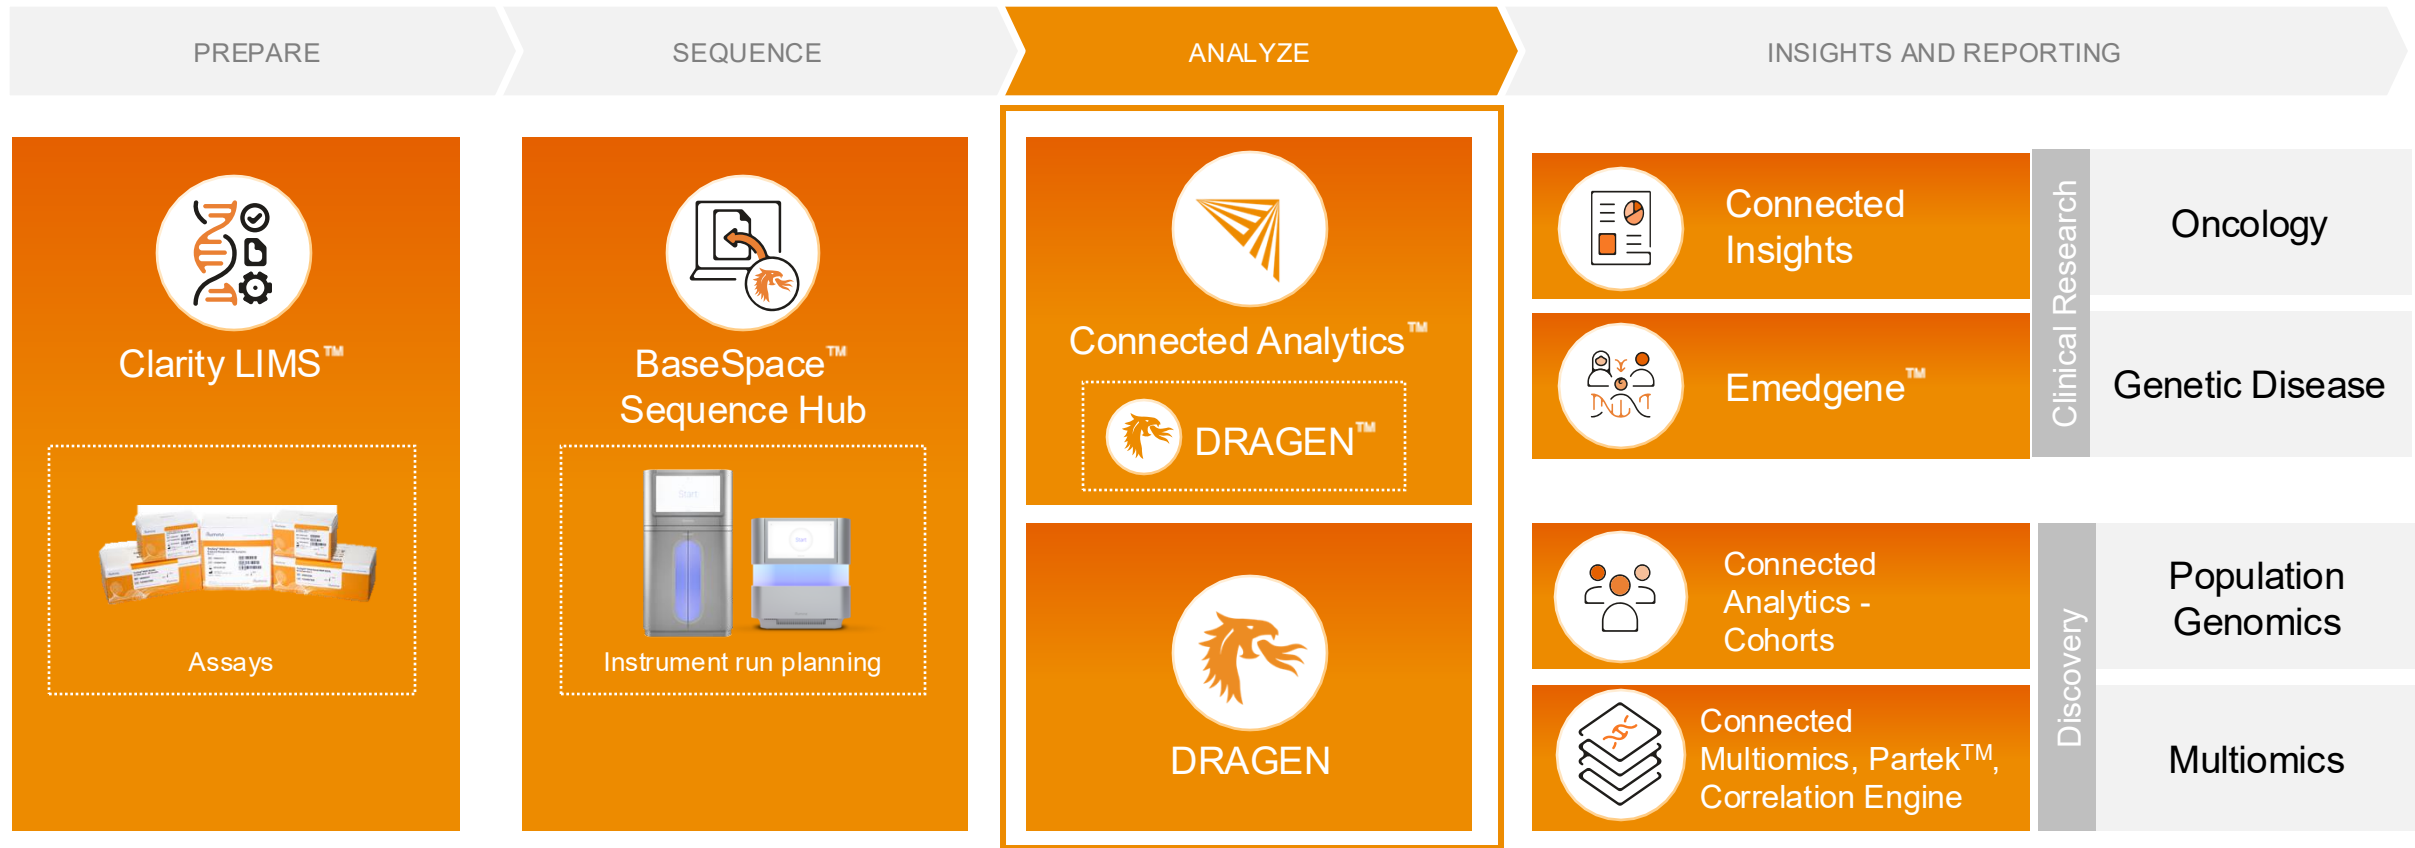 PREPARE
SEQUENCE
ANALYZE
INSIGHTS AND REPORTING
Clarity LIMS™
Assays
BaseSpace™
Sequence Hub
Start
Start
Instrument run planning
Connected Analytics™
DRAGEN™
DRAGEN
Connected
Insights
Emedgene™
Clinical Research
Oncology
Genetic Disease
Connected
Analytics -
Cohorts
Connected
Multiomics, Partek™,
Correlation Engine
Discovery
Population
Genomics
Multiomics